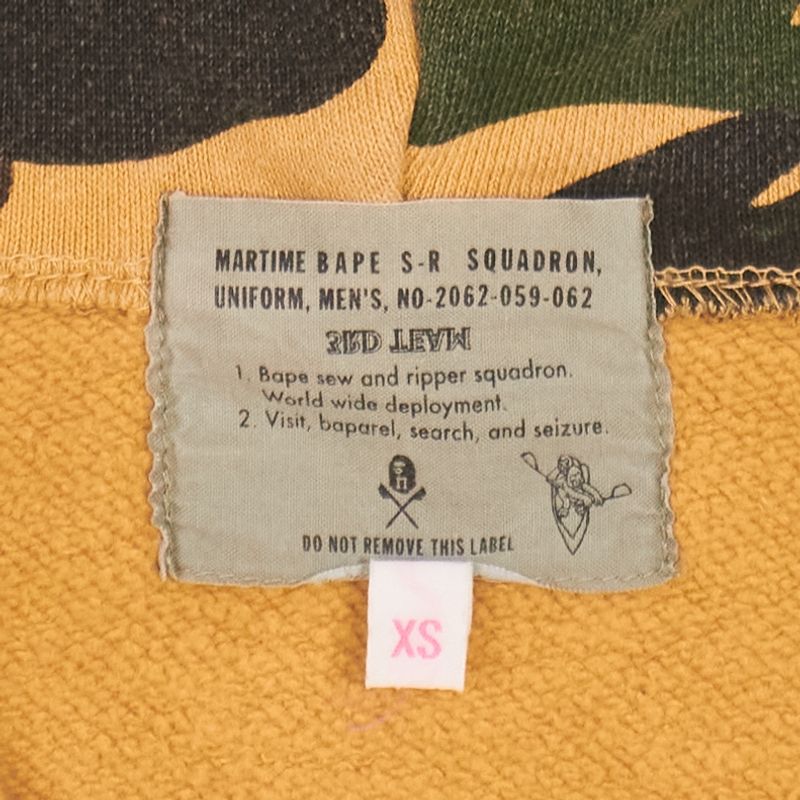 MARTIME BAPE S-R SQUADRON,
UNIFORM, MEN'S, NO-2062-059-062
3RD TEAM
1. Bape sew and ripper squadron.
World wide deployment.
2. Visit, baparel, search, and seizure.
DO NOT REMOVE THIS LABEL
XS